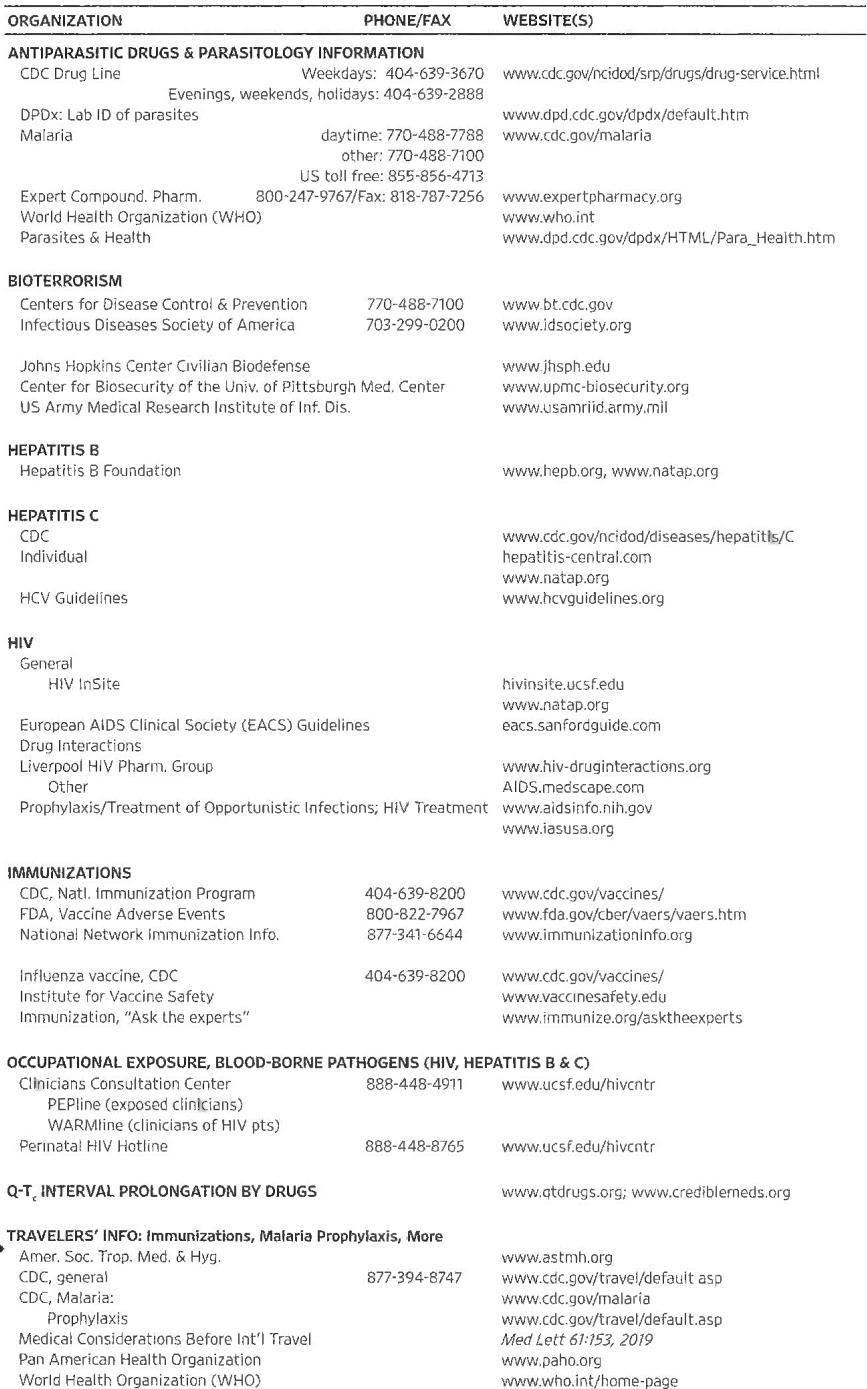 ORGANIZATION PHONE/FAX WEBSITE(S)
ANTIPARASITIC DRUGS & PARASITOLOGY INFORMATION
CDC Drug Line Weekdays: 404-639-3670 www.cdc.gov/ncidod/srp/drugs/drug-service.html
Evenings, weekends, holidays: 404-639-2888
DPDx: Lab ID of parasites www.dpd.cdc.gov/dpdx/default.htm
Malaria daytime: 770-488-7788 www.cdc.gov/malaria
other: 770-488-7100
US toll free: 855-856-4713
Expert Compound. Pharm. 800-247-9767/Fax: 818-787-7256 www.expertpharmacy.org
World Health Organization (WHO) www.who.int
Parasites & Health www.dpd.cdc.gov/dpdx/HTML/Para_Health.htm
BIOTERRORISM
Centers for Disease Control & Prevention 770-488-7100 www.bt.cdc.gov
Infectious Diseases Society of America 703-299-0200 www.idsociety.org
Johns Hopkins Center Civilian Biodefense www.jhsph.edu
Center for Biosecurity of the Univ. of Pittsburgh Med. Center www.upmc-biosecurity.org
US Army Medical Research Institute of Inf. Dis. www.usamriid.army.mil
HEPATITIS B
Hepatitis B Foundation www.hepb.org, www.natap.org
HEPATITIS C
CDC www.cdc.gov/ncidod/diseases/hepatitis/C
Individual hepatitis-central.com
www.natap.org
HCV Guidelines www.hcvguidelines.org
HIV
General
HIV InSite hivinsite.ucsf.edu
www.natap.org
European AIDS Clinical Society (EACS) Guidelines eacs.sanfordguide.com
Drug Interactions
Liverpool HIV Pharm. Group www.hiv-druginteractions.org
Other AIDS.medscape.com
Prophylaxis/Treatment of Opportunistic Infections; HIV Treatment www.aidsinfo.nih.gov
www.iasusa.org
IMMUNIZATIONS
CDC, Natl. Immunization Program 404-639-8200 www.cdc.gov/vaccines/
FDA, Vaccine Adverse Events 800-822-7967 www.fda.gov/cber/vaers/vaers.htm
National Network Immunization Info. 877-341-6644 www.immunizationinfo.org
Influenza vaccine, CDC 404-639-8200 www.cdc.gov/vaccines/
Institute for Vaccine Safety www.vaccinesafety.edu
Immunization, "Ask the experts" www.immunize.org/asktheexperts
OCCUPATIONAL EXPOSURE, BLOOD-BORNE PATHOGENS (HIV, HEPATITIS B & C)
Clinicians Consultation Center 888-448-4911 www.ucsf.edu/hivcntr
PEPline (exposed clinicians)
WARMline (clinicians of HIV pts)
Perinatal HIV Hotline 888-448-8765 www.ucsf.edu/hivcntr
Q-Tc INTERVAL PROLONGATION BY DRUGS www.qtdrugs.org; www.crediblemeds.org
TRAVELERS' INFO: Immunizations, Malaria Prophylaxis, More
Amer. Soc. Trop. Med. & Hyg. www.astmh.org
CDC, general 877-394-8747 www.cdc.gov/travel/default asp
CDC, Malaria: www.cdc.gov/malaria
Prophylaxis www.cdc.gov/travel/default.asp
Medical Considerations Before Int'l Travel Med Lett 61:153, 2019
Pan American Health Organization www.paho.org
World Health Organization (WHO) www.who.int/home-page